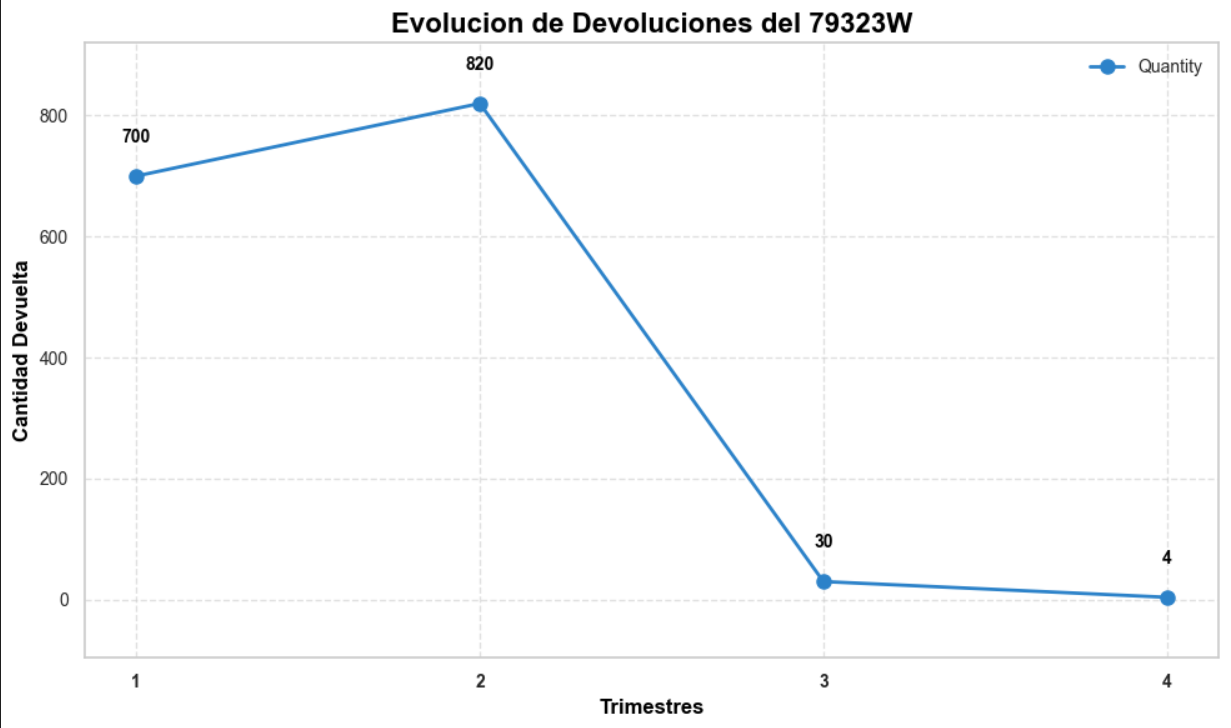 Evolucion de Devoluciones del 79323W
Quantity
820
700
30
4
800
600
400
200
0
Cantidad Devuelta
1 2 3 4
Trimestres